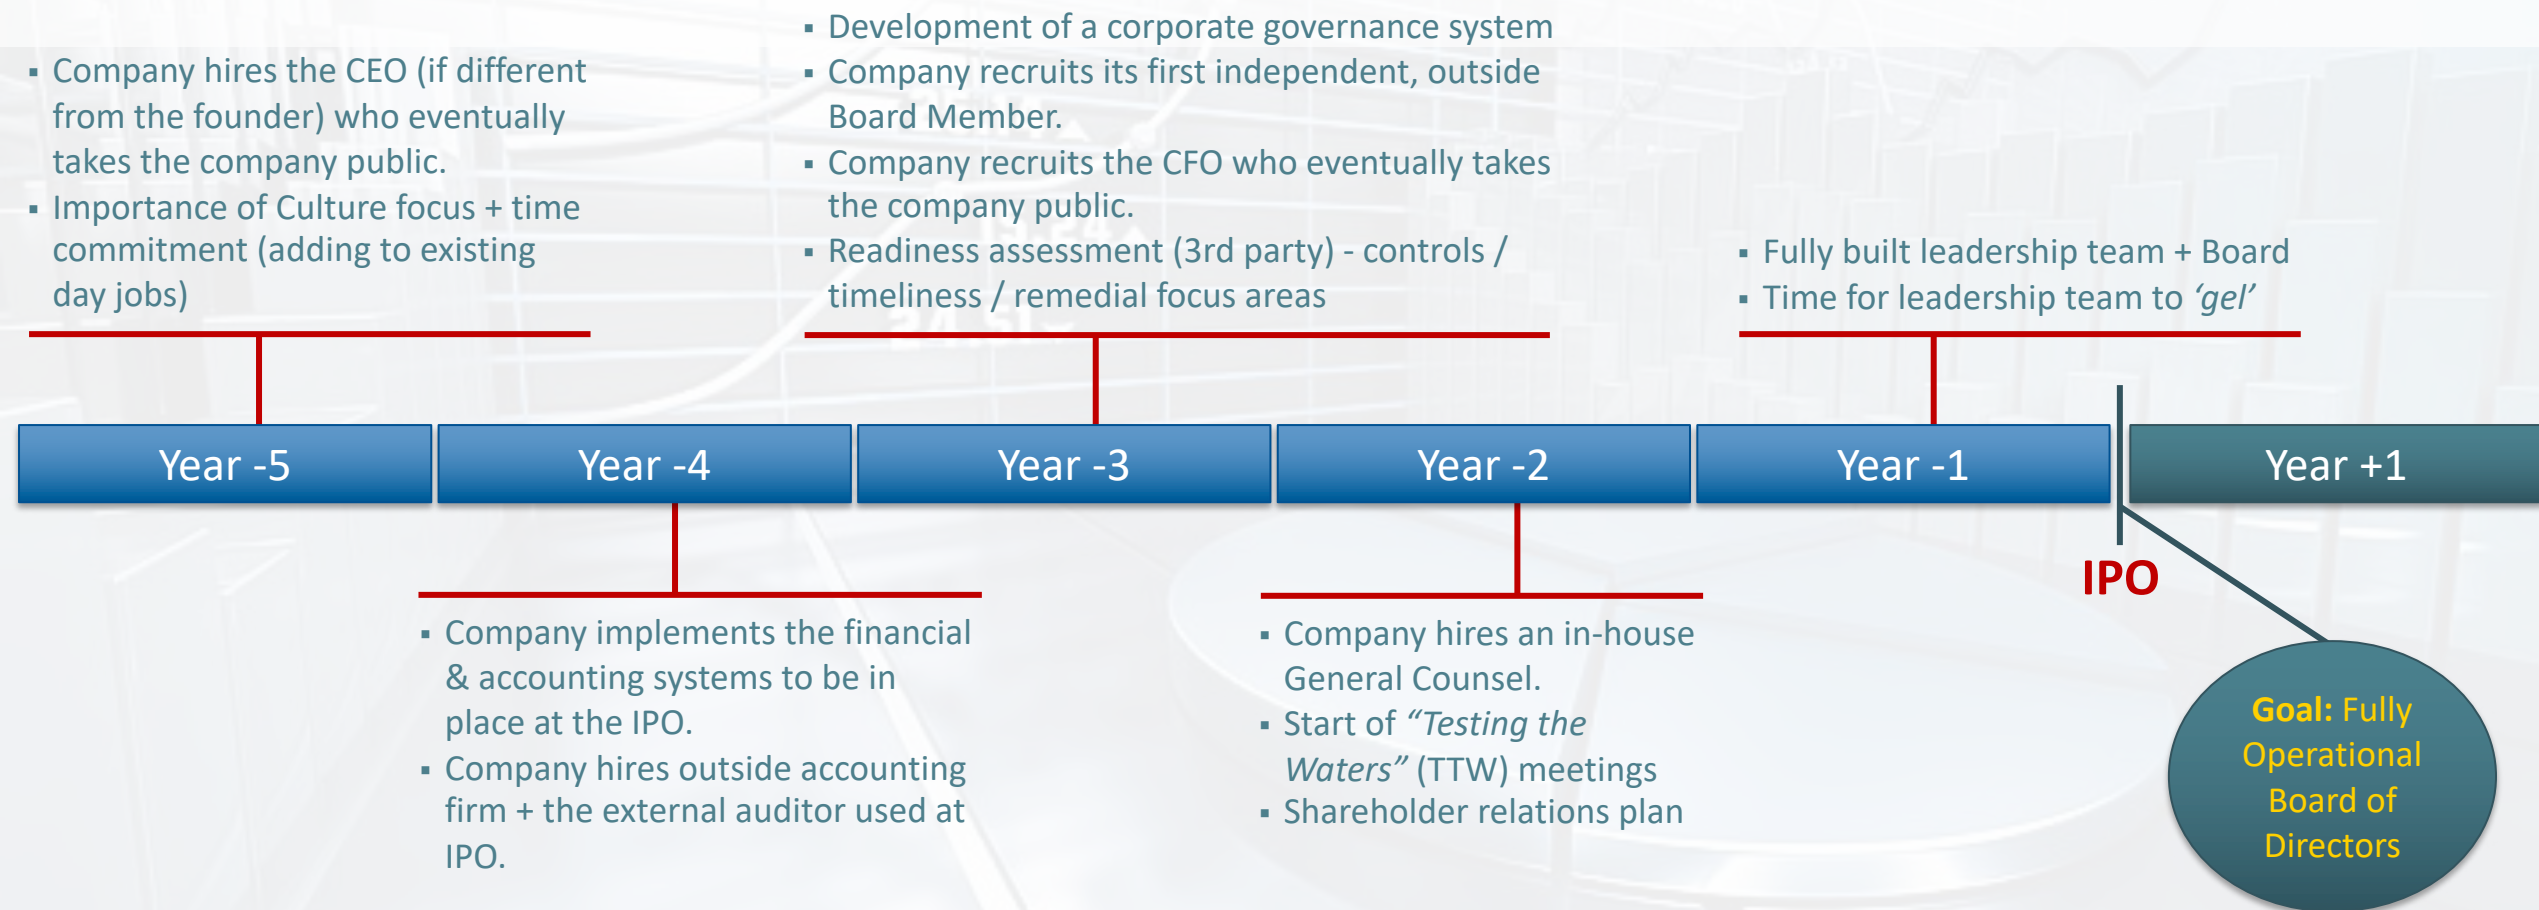 ▪ Company hires the CEO (if different
from the founder) who eventually
takes the company public.
▪ Importance of Culture focus + time
commitment (adding to existing
day jobs)
▪ Development of a corporate governance system
▪ Company recruits its first independent, outside
Board Member.
▪ Company recruits the CFO who eventually takes
the company public.
▪ Readiness assessment (3rd party) - controls /
timeliness / remedial focus areas
▪ Fully built leadership team + Board
▪ Time for leadership team to ‘gel’
Year -5
Year -4
Year -3
Year -2
Year -1
Year +1
IPO
▪ Company implements the financial
& accounting systems to be in
place at the IPO.
▪ Company hires outside accounting
firm + the external auditor used at
IPO.
▪ Company hires an in-house
General Counsel.
▪ Start of “Testing the
Waters” (TTW) meetings
▪ Shareholder relations plan
Goal: Fully
Operational
Board of
Directors